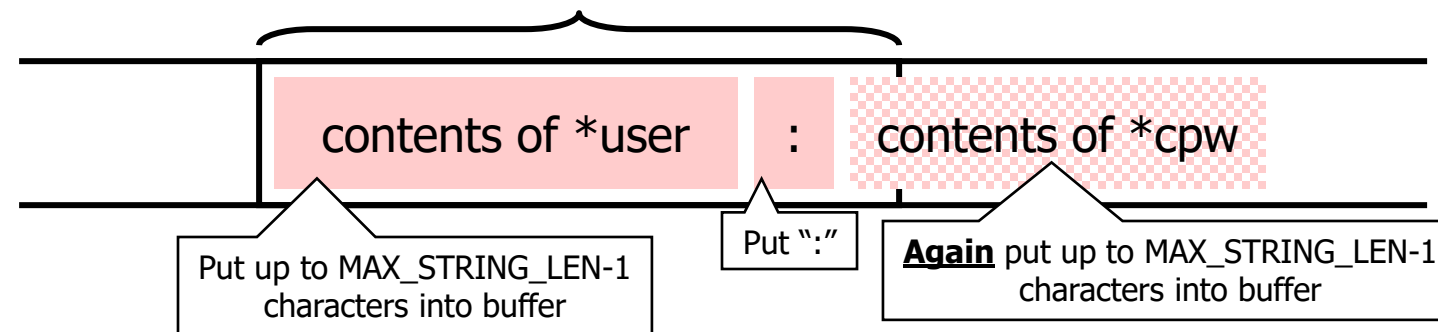 contents of *user : contents of *cpw
Put up to MAX_STRING_LEN-1
characters into buffer
Put “:”
Again put up to MAX_STRING_LEN-1
characters into buffer